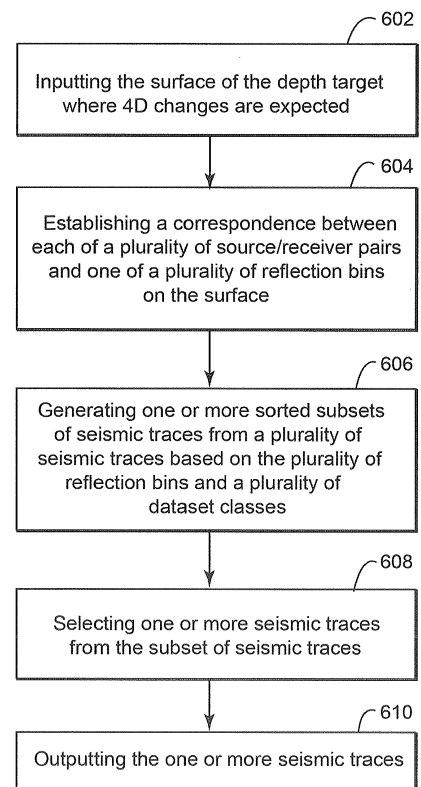 602
Inputting the surface of the depth target
where 4D changes are expected
604
Establishing a correspondence between
each of a plurality of source/receiver pairs
and one of a plurality of reflection bins
on the surface
606
Generating one or more sorted subsets
of seismic traces from a plurality of
seismic traces based on the plurality of
reflection bins and a plurality of
dataset classes
608
Selecting one or more seismic traces
from the subset of seismic traces
610
Outputting the one or more seismic traces